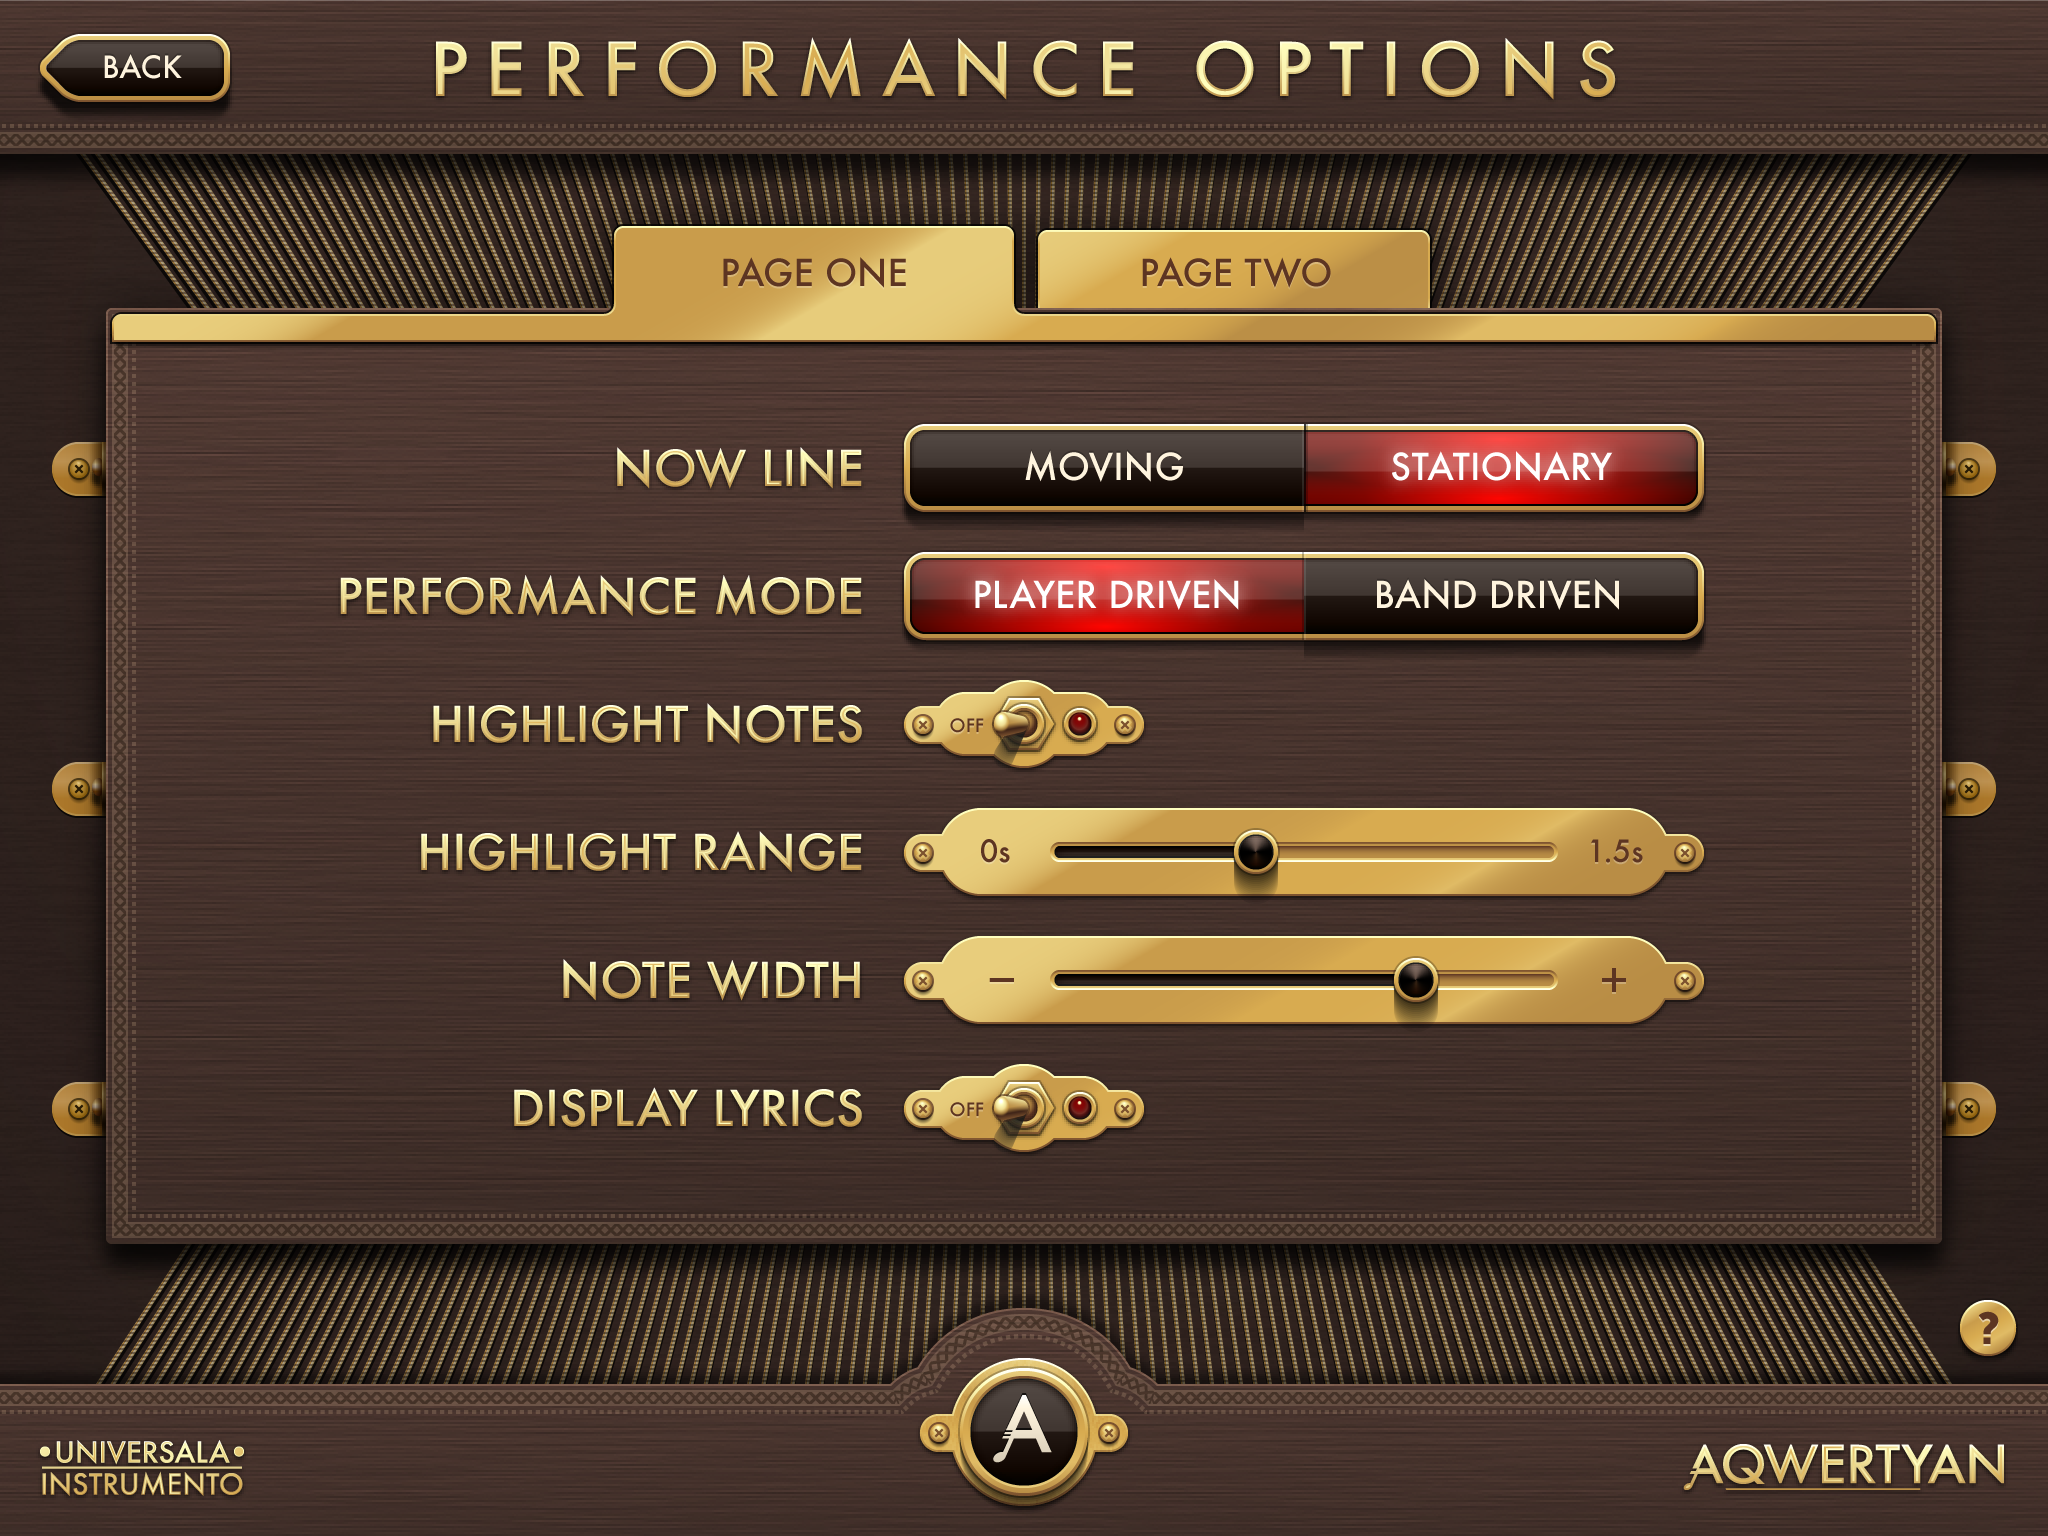 BACK
PERFORMANCE OPTIONS
PAGE ONE
PAGE TWO
NOW LINE
MOVING
STATIONARY
PERFORMANCE MODE
PLAYER DRIVEN
BAND DRIVEN
HIGHLIGHT NOTES
OFF
HIGHLIGHT RANGE
0s
1.5s
NOTE WIDTH
−
+
DISPLAY LYRICS
OFF
?
A
•UNIVERSALA•
INSTRUMENTO
AQWERTYAN